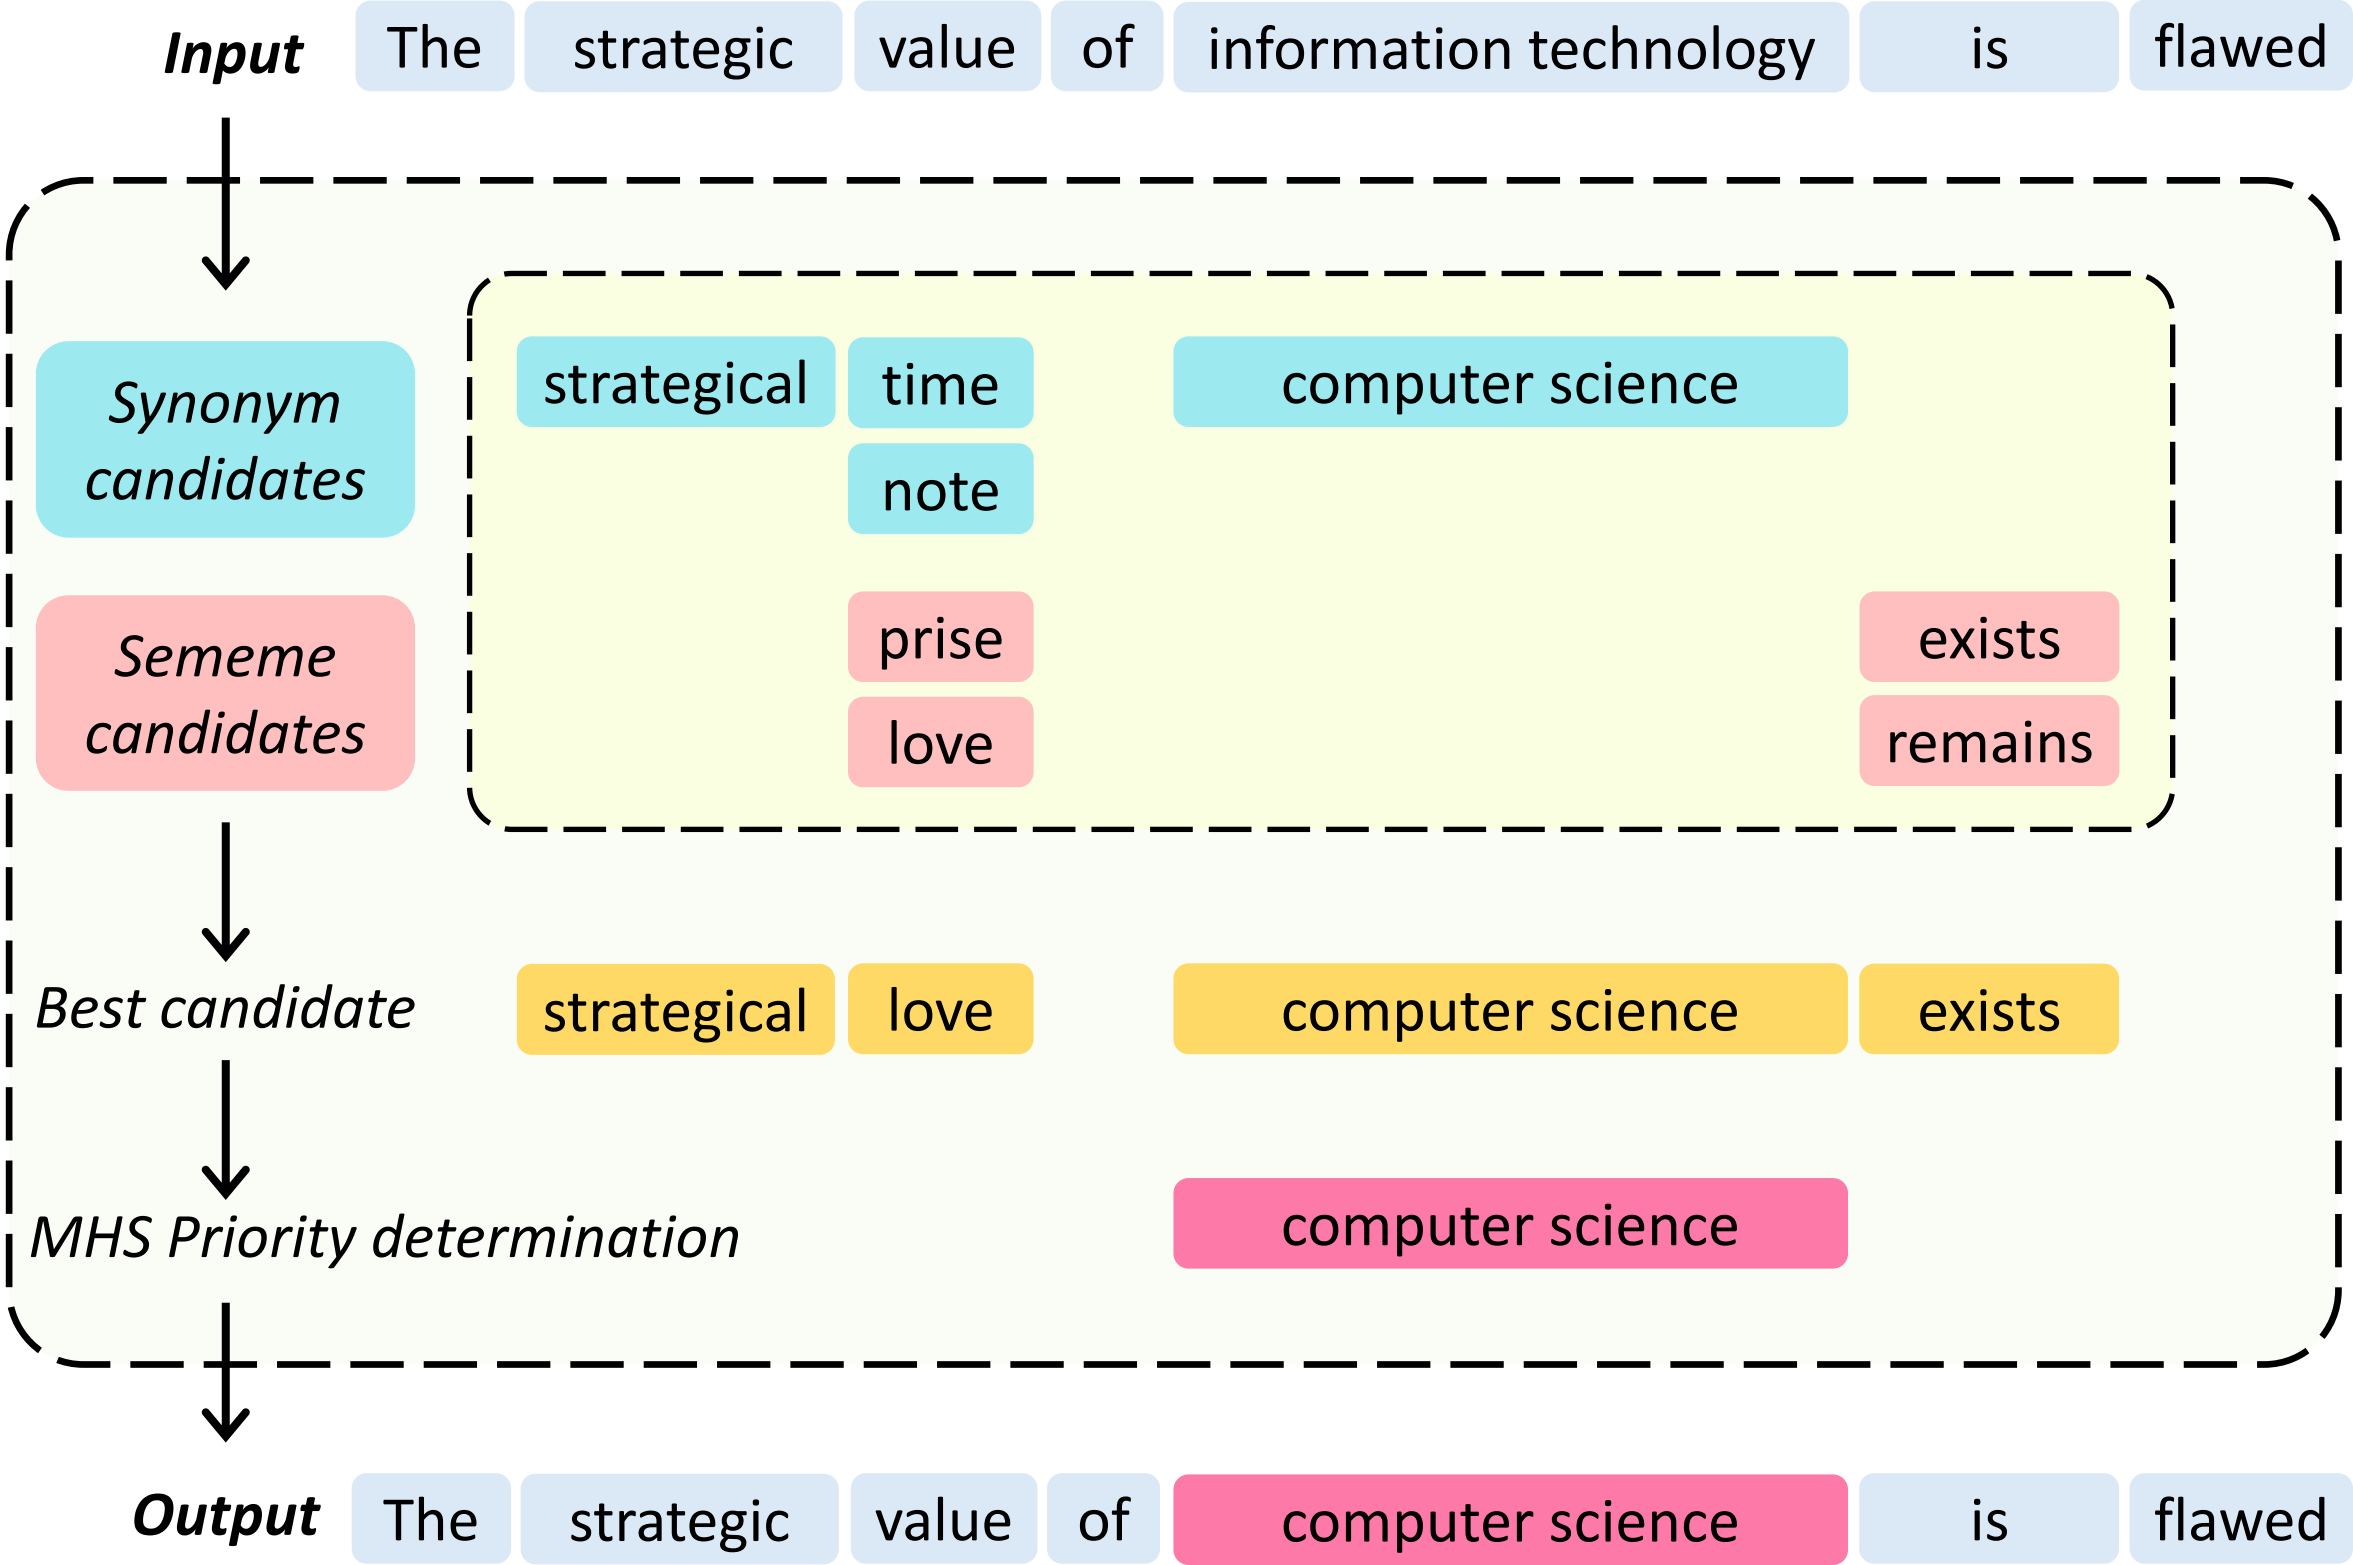 Input The strategic value of information technology is flawed
Synonym
candidates
strategical time computer science
note
Sememe
candidates
prise exists
love remains
Best candidate strategical love computer science exists
MHS Priority determination computer science
Output The strategic value of computer science is flawed